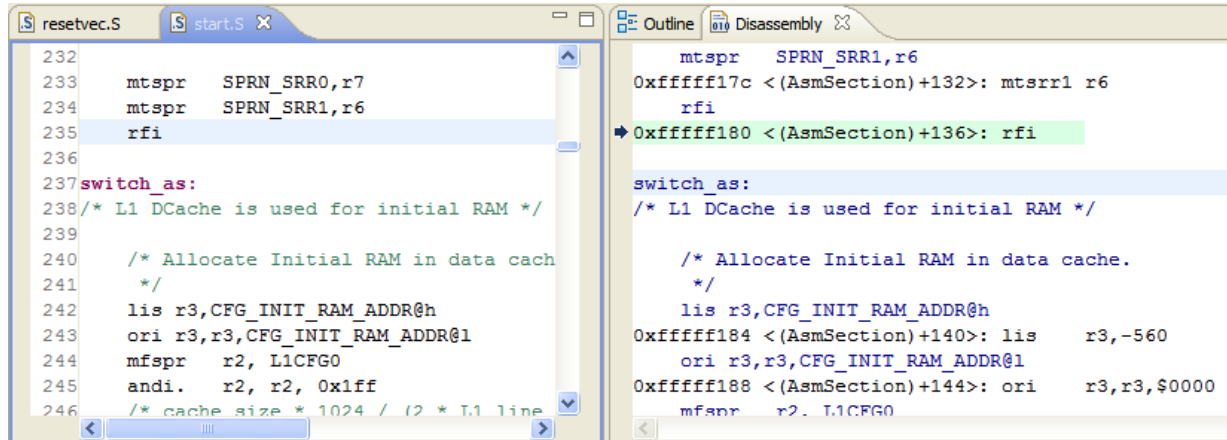 resetvec.S
start.S
232
233 mtspr SPRN_SRR0,r7
234 mtspr SPRN_SRR1,r6
235 rfi
236
237 switch_as:
238 /* L1 DCache is used for initial RAM */
239
240 /* Allocate Initial RAM in data cach
241 */
242 lis r3,CFG_INIT_RAM_ADDR@h
243 ori r3,r3,CFG_INIT_RAM_ADDR@l
244 mfspr r2, L1CFG0
245 andi. r2, r2, 0x1ff
246 /* cache size * 1024 / (2 * L1 line
Outline
010 Disassembly
mtspr SPRN_SRR1,r6
0xfffff17c <(AsmSection)+132>: mtsrr1 r6
rfi
0xfffff180 <(AsmSection)+136>: rfi
switch_as:
/* L1 DCache is used for initial RAM */
/* Allocate Initial RAM in data cache.
*/
lis r3,CFG_INIT_RAM_ADDR@h
0xfffff184 <(AsmSection)+140>: lis r3,-560
ori r3,r3,CFG_INIT_RAM_ADDR@l
0xfffff188 <(AsmSection)+144>: ori r3,r3,$0000
mfspr r2, L1CFG0